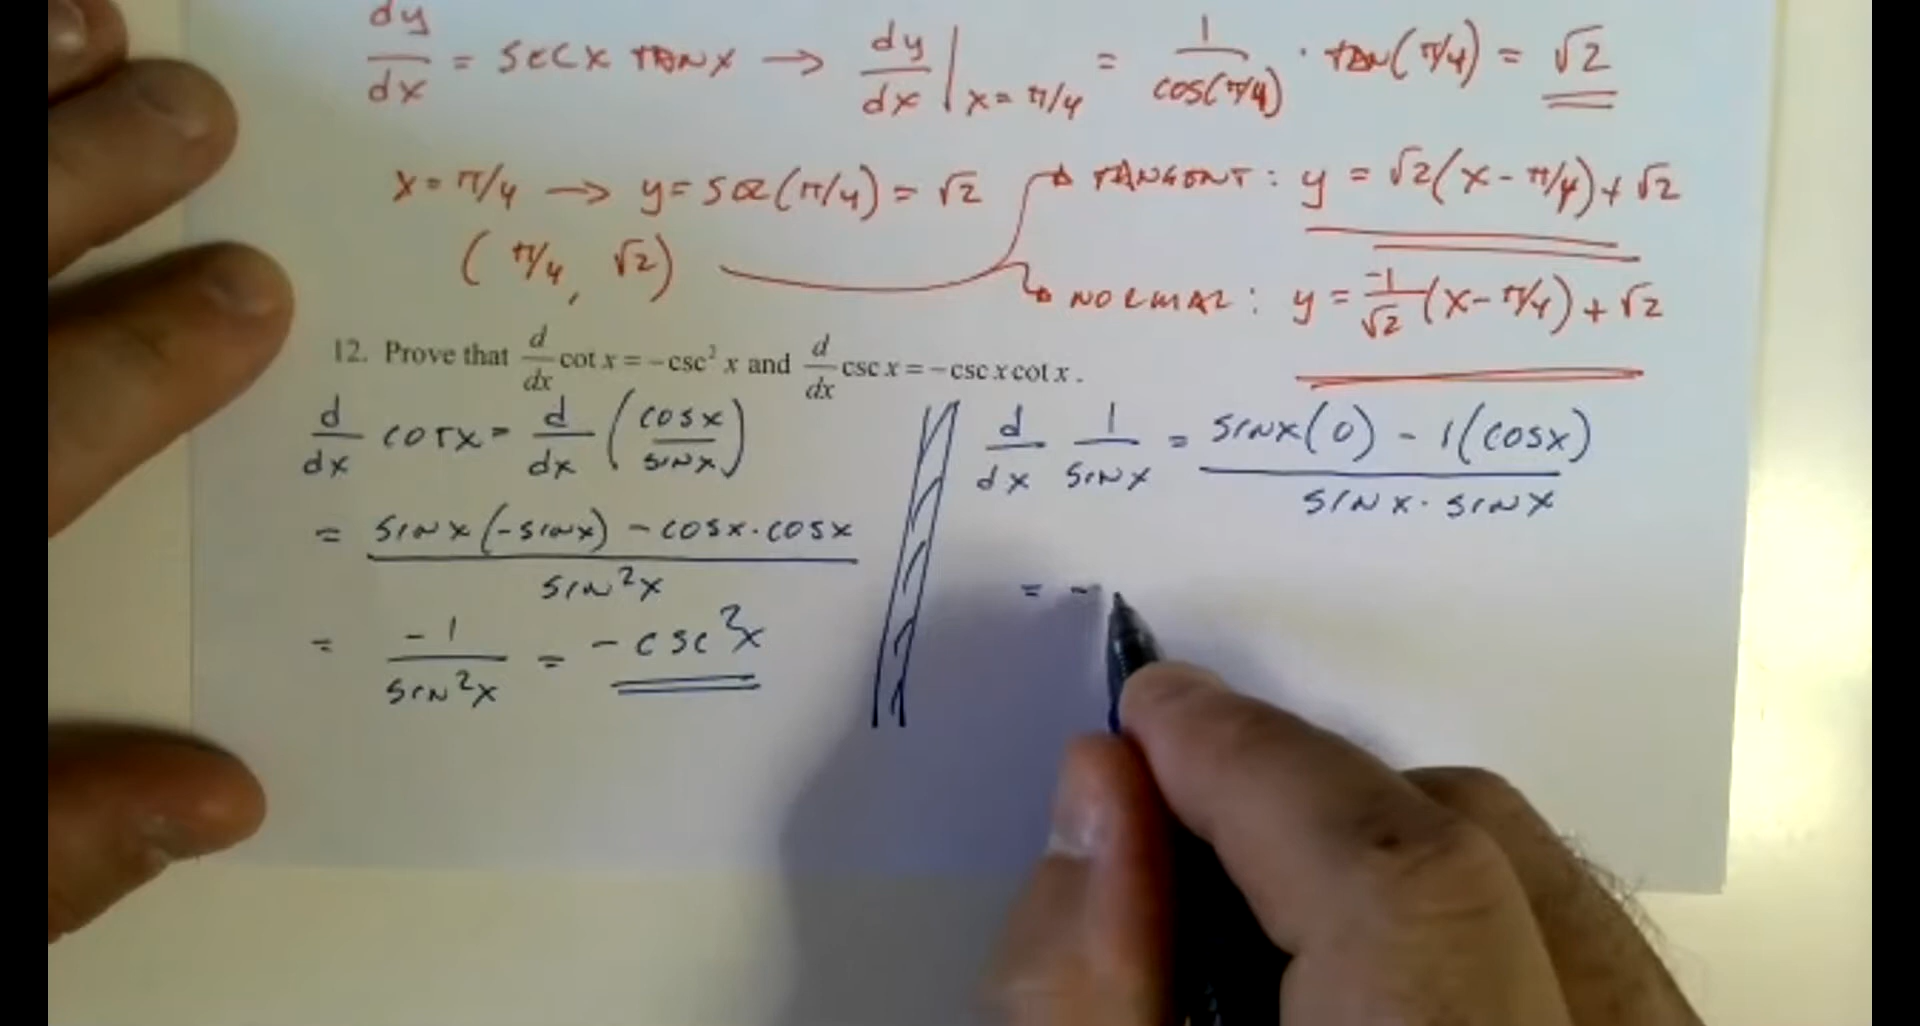 dy/dx = SECX TANX → dy/dx |x=π/4 = 1/COS(π/4) · TAN(π/4) = √2
X=π/4 → y=SEC(π/4) = √2
TANGENT: y = √2(X-π/4)+√2
(π/4, √2)
NORMAL: y = -1/√2 (X-π/4)+√2
12. Prove that d/dx cot x = -csc² x and d/dx csc x = -csc x cot x.
d/dx COTX = d/dx (COSX/SINX)
= SINX(-SINX) - COSX·COSX / SIN²X
= -1/SIN²X = -CSC²X
d/dx 1/SINX = SINX(0) - 1(COSX) / SINX·SINX
= -